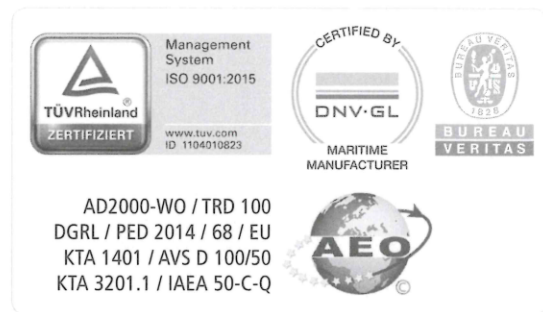 Management
System
ISO 9001:2015
TÜVRheinland®
ZERTIFIZIERT
www.tuv.com
ID 1104010823
CERTIFIED BY
DNV·GL
MARITIME
MANUFACTURER
BUREAU VERITAS
1828
BUREAU
VERITAS
AD2000-WO / TRD 100
DGRL / PED 2014 / 68 / EU
KTA 1401 / AVS D 100/50
KTA 3201.1 / IAEA 50-C-Q
AEO
©